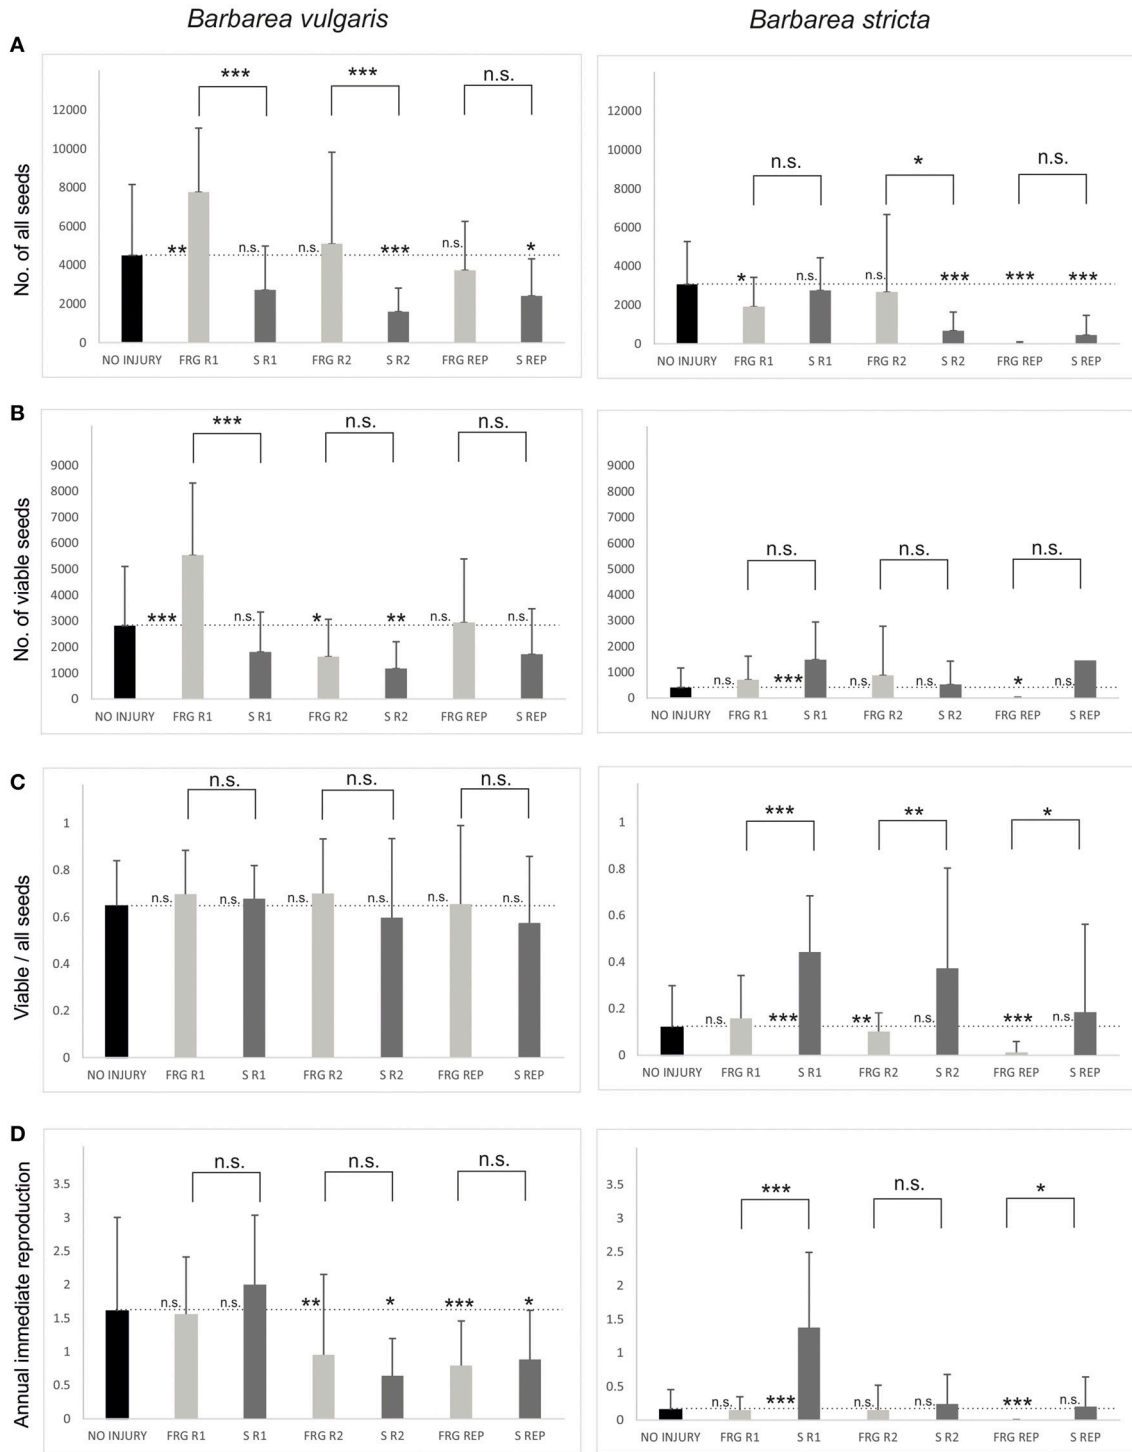 Barbarea vulgaris
Barbarea stricta
A
No. of all seeds
*** *** n.s.
12000
10000
8000
6000
4000
2000
0
** n.s. n.s. *** n.s. *
NO INJURY FRG R1 S R1 FRG R2 S R2 FRG REP S REP
n.s. * n.s.
12000
10000
8000
6000
4000
2000
0
* n.s. n.s. *** *** ***
NO INJURY FRG R1 S R1 FRG R2 S R2 FRG REP S REP
B
No. of viable seeds
*** n.s. n.s.
9000
8000
7000
6000
5000
4000
3000
2000
1000
0
*** n.s. * ** n.s. n.s.
NO INJURY FRG R1 S R1 FRG R2 S R2 FRG REP S REP
n.s. n.s. n.s.
9000
8000
7000
6000
5000
4000
3000
2000
1000
0
n.s. *** n.s. n.s. * n.s.
NO INJURY FRG R1 S R1 FRG R2 S R2 FRG REP S REP
C
Viable / all seeds
n.s. n.s. n.s.
1
0.8
0.6
0.4
0.2
0
n.s. n.s. n.s. n.s. n.s. n.s.
NO INJURY FRG R1 S R1 FRG R2 S R2 FRG REP S REP
*** ** *
1
0.8
0.6
0.4
0.2
0
n.s. *** ** n.s. *** n.s.
NO INJURY FRG R1 S R1 FRG R2 S R2 FRG REP S REP
D
Annual immediate reproduction
n.s. n.s. n.s.
3.5
3
2.5
2
1.5
1
0.5
0
n.s. n.s. ** * *** *
NO INJURY FRG R1 S R1 FRG R2 S R2 FRG REP S REP
*** n.s. *
3.5
3
2.5
2
1.5
1
0.5
0
n.s. *** n.s. n.s. *** n.s.
NO INJURY FRG R1 S R1 FRG R2 S R2 FRG REP S REP